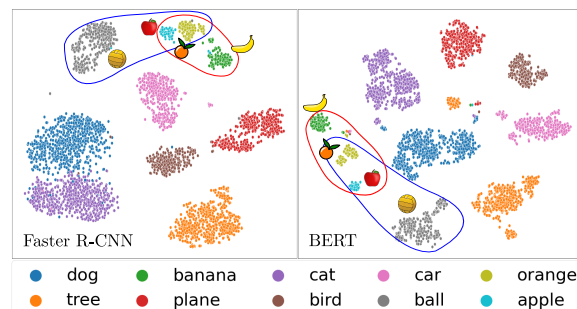 Faster R-CNN
BERT
dog banana cat car orange
tree plane bird ball apple